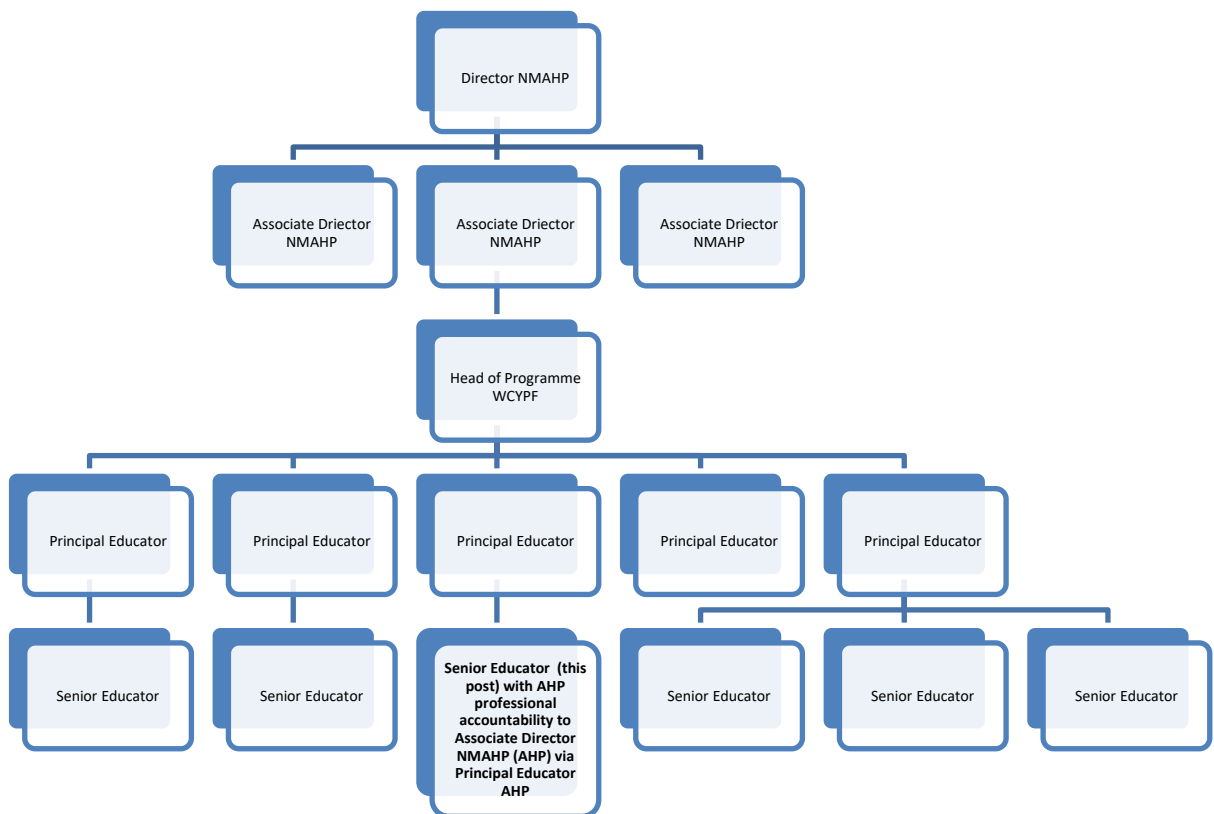 Director NMAHP
Associate Driector
NMAHP
Associate Driector
NMAHP
Associate Driector
NMAHP
Head of Programme
WCYPF
Principal Educator
Principal Educator
Principal Educator
Principal Educator
Principal Educator
Senior Educator
Senior Educator
Senior Educator (this
post) with AHP
professional
accountability to
Associate Director
NMAHP (AHP) via
Principal Educator
AHP
Senior Educator
Senior Educator
Senior Educator